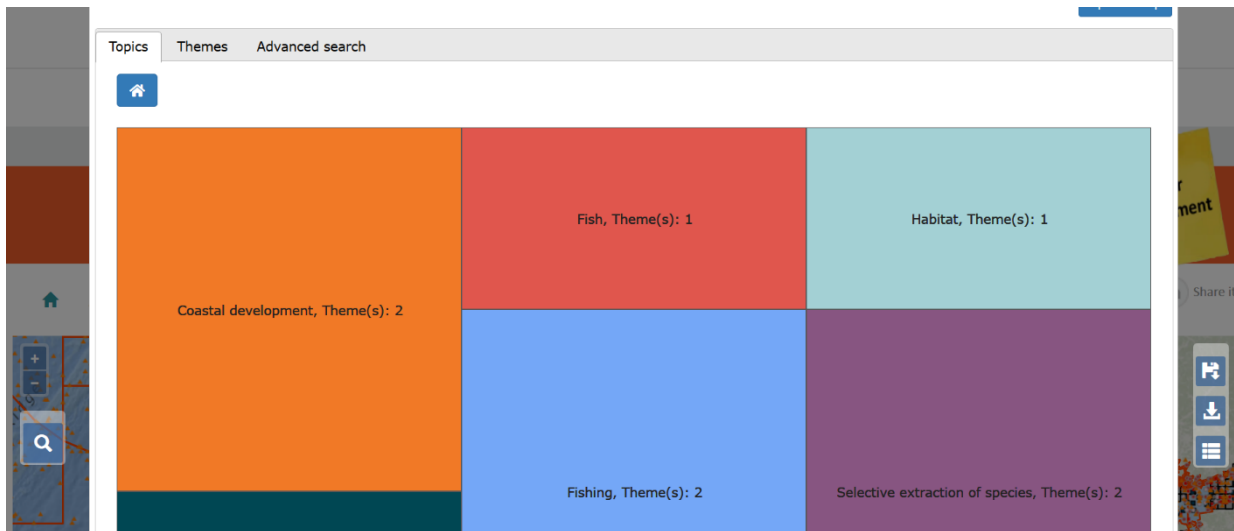 Topics Themes Advanced search
Fish, Theme(s): 1
Habitat, Theme(s): 1
Coastal development, Theme(s): 2
Fishing, Theme(s): 2
Selective extraction of species, Theme(s): 2
Share it